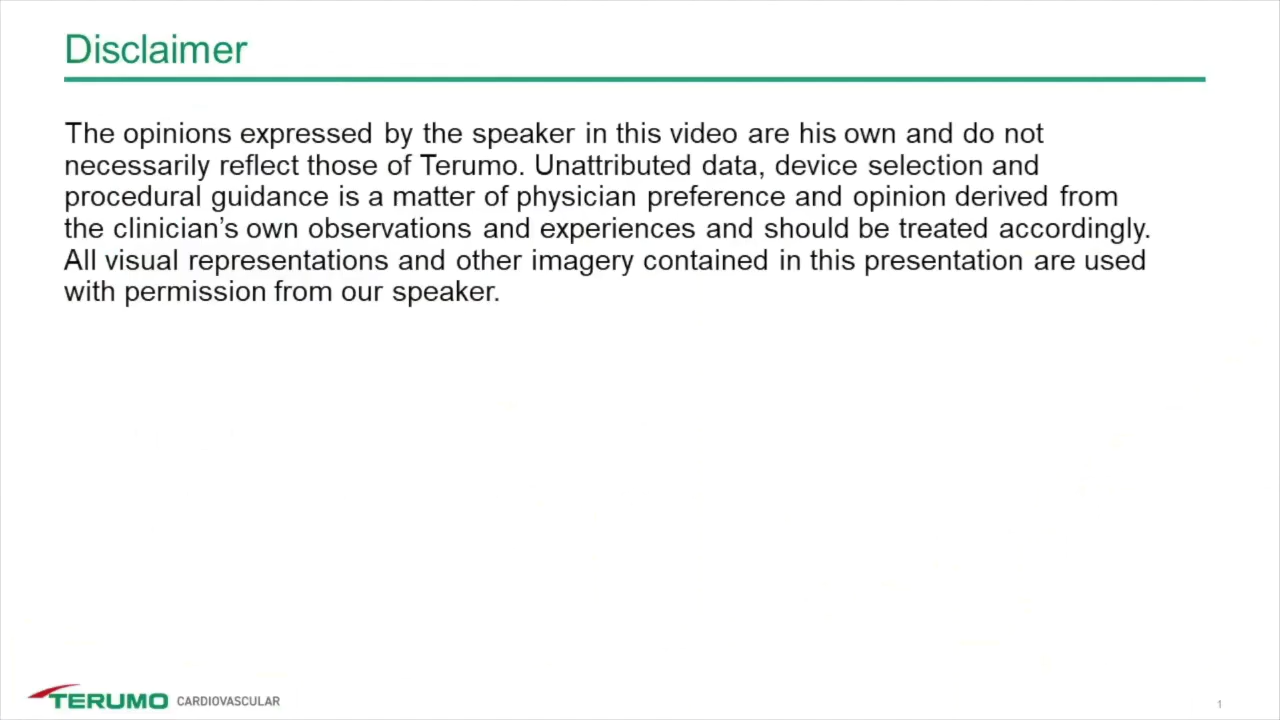 Disclaimer
The opinions expressed by the speaker in this video are his own and do not
necessarily reflect those of Terumo. Unattributed data, device selection and
procedural guidance is a matter of physician preference and opinion derived from
the clinician’s own observations and experiences and should be treated accordingly.
All visual representations and other imagery contained in this presentation are used
with permission from our speaker.
TERUMO CARDIOVASCULAR
1